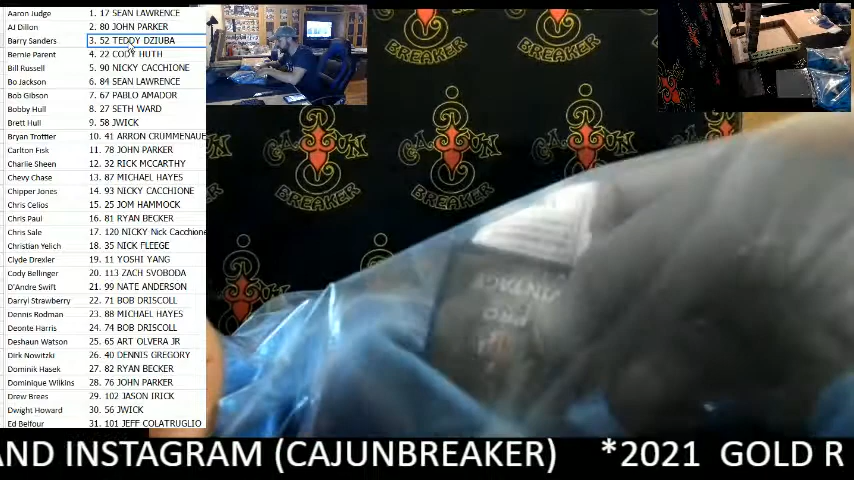 Aaron Judge 1. 17 SEAN LAWRENCE
AJ Dillon 2. 80 JOHN PARKER
Barry Sanders 3. 52 TEDDY DZIUBA
Bernie Parent 4. 22 CODY HUTH
Bill Russell 5. 90 NICKY CACCHIONE
Bo Jackson 6. 84 SEAN LAWRENCE
Bob Gibson 7. 67 PABLO AMADOR
Bobby Hull 8. 27 SETH WARD
Brett Hull 9. 58 JWICK
Bryan Trottier 10. 41 ARRON CRUMMENAUE
Carlton Fisk 11. 78 JOHN PARKER
Charlie Sheen 12. 32 RICK MCCARTHY
Chevy Chase 13. 87 MICHAEL HAYES
Chipper Jones 14. 93 NICKY CACCHIONE
Chris Celios 15. 25 JOM HAMMOCK
Chris Paul 16. 81 RYAN BECKER
Chris Sale 17. 120 NICKY Nick Cacchione
Christian Yelich 18. 35 NICK FLEEGE
Clyde Drexler 19. 11 YOSHI YANG
Cody Bellinger 20. 113 ZACH SVOBODA
D'Andre Swift 21. 99 NATE ANDERSON
Darryl Strawberry 22. 71 BOB DRISCOLL
Dennis Rodman 23. 88 MICHAEL HAYES
Deonte Harris 24. 74 BOB DRISCOLL
Deshaun Watson 25. 65 ART OLVERA JR
Dirk Nowitzki 26. 40 DENNIS GREGORY
Dominik Hasek 27. 82 RYAN BECKER
Dominique Wilkins 28. 76 JOHN PARKER
Drew Brees 29. 102 JASON IRICK
Dwight Howard 30. 56 JWICK
Ed Belfour 31. 101 JEFF COLATRUGLIO
BREAKER
BREAKER
CAJUN
BREAKER
CAJUN
BREAKER
CAJUN
BREAKER
AND INSTAGRAM (CAJUNBREAKER) *2021 GOLD R